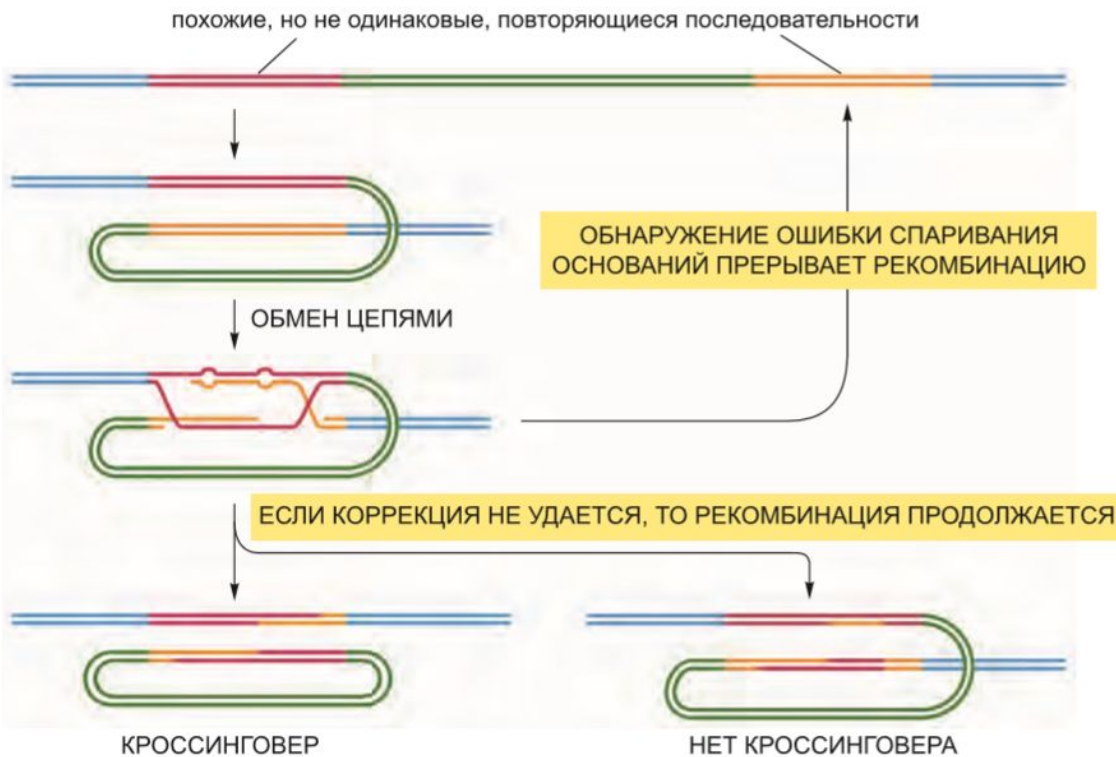 похожие, но не одинаковые, повторяющиеся последовательности
ОБНАРУЖЕНИЕ ОШИБКИ СПАРИВАНИЯ
ОСНОВАНИЙ ПРЕРЫВАЕТ РЕКОМБИНАЦИЮ
ОБМЕН ЦЕПЯМИ
ЕСЛИ КОРРЕКЦИЯ НЕ УДАЕТСЯ, ТО РЕКОМБИНАЦИЯ ПРОДОЛЖАЕТСЯ
КРОССИНГОВЕР
НЕТ КРОССИНГОВЕРА